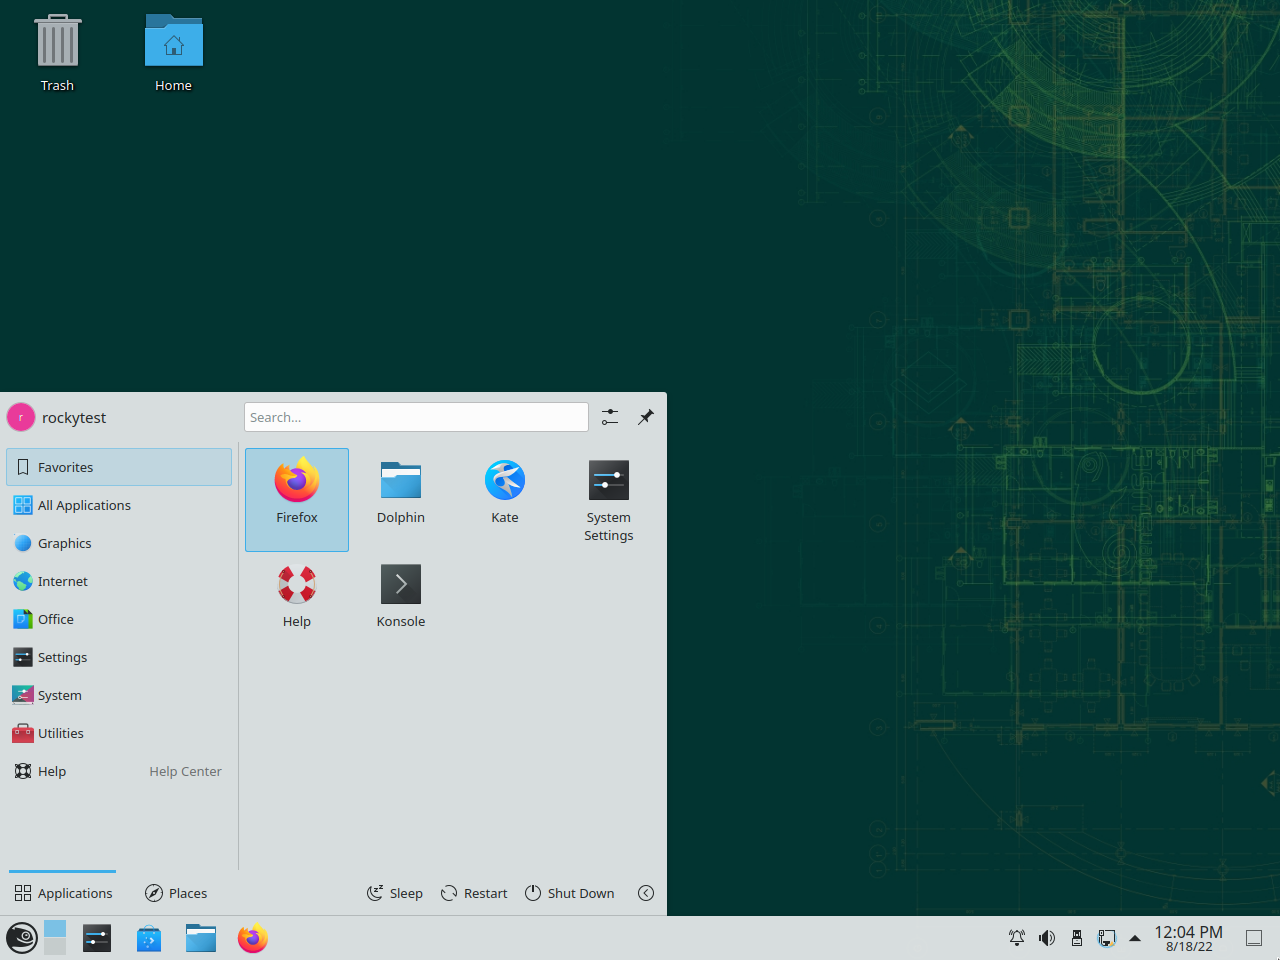 Trash
Home
r
rockytest
Search...
Favorites
All Applications
Graphics
Internet
Office
Settings
System
Utilities
Help
Help Center
Firefox
Dolphin
Kate
System
Settings
Help
Konsole
Applications
Places
Sleep
Restart
Shut Down
12:04 PM
8/18/22